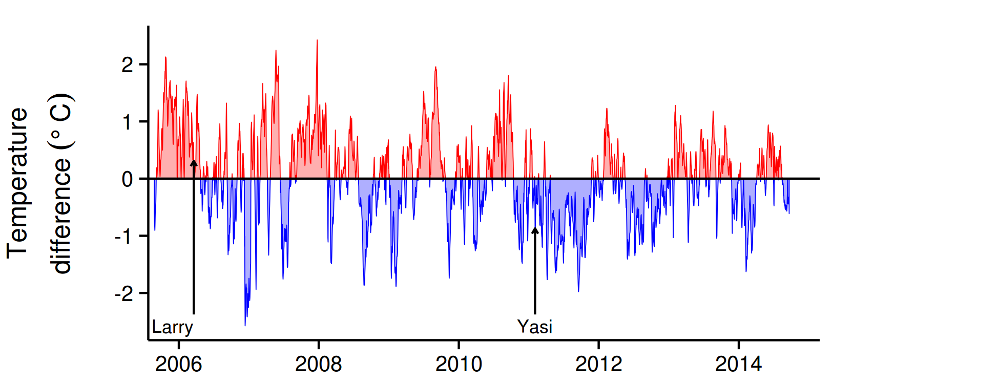 Temperature
difference (° C)
2
1
0
-1
-2
Larry
Yasi
2006
2008
2010
2012
2014